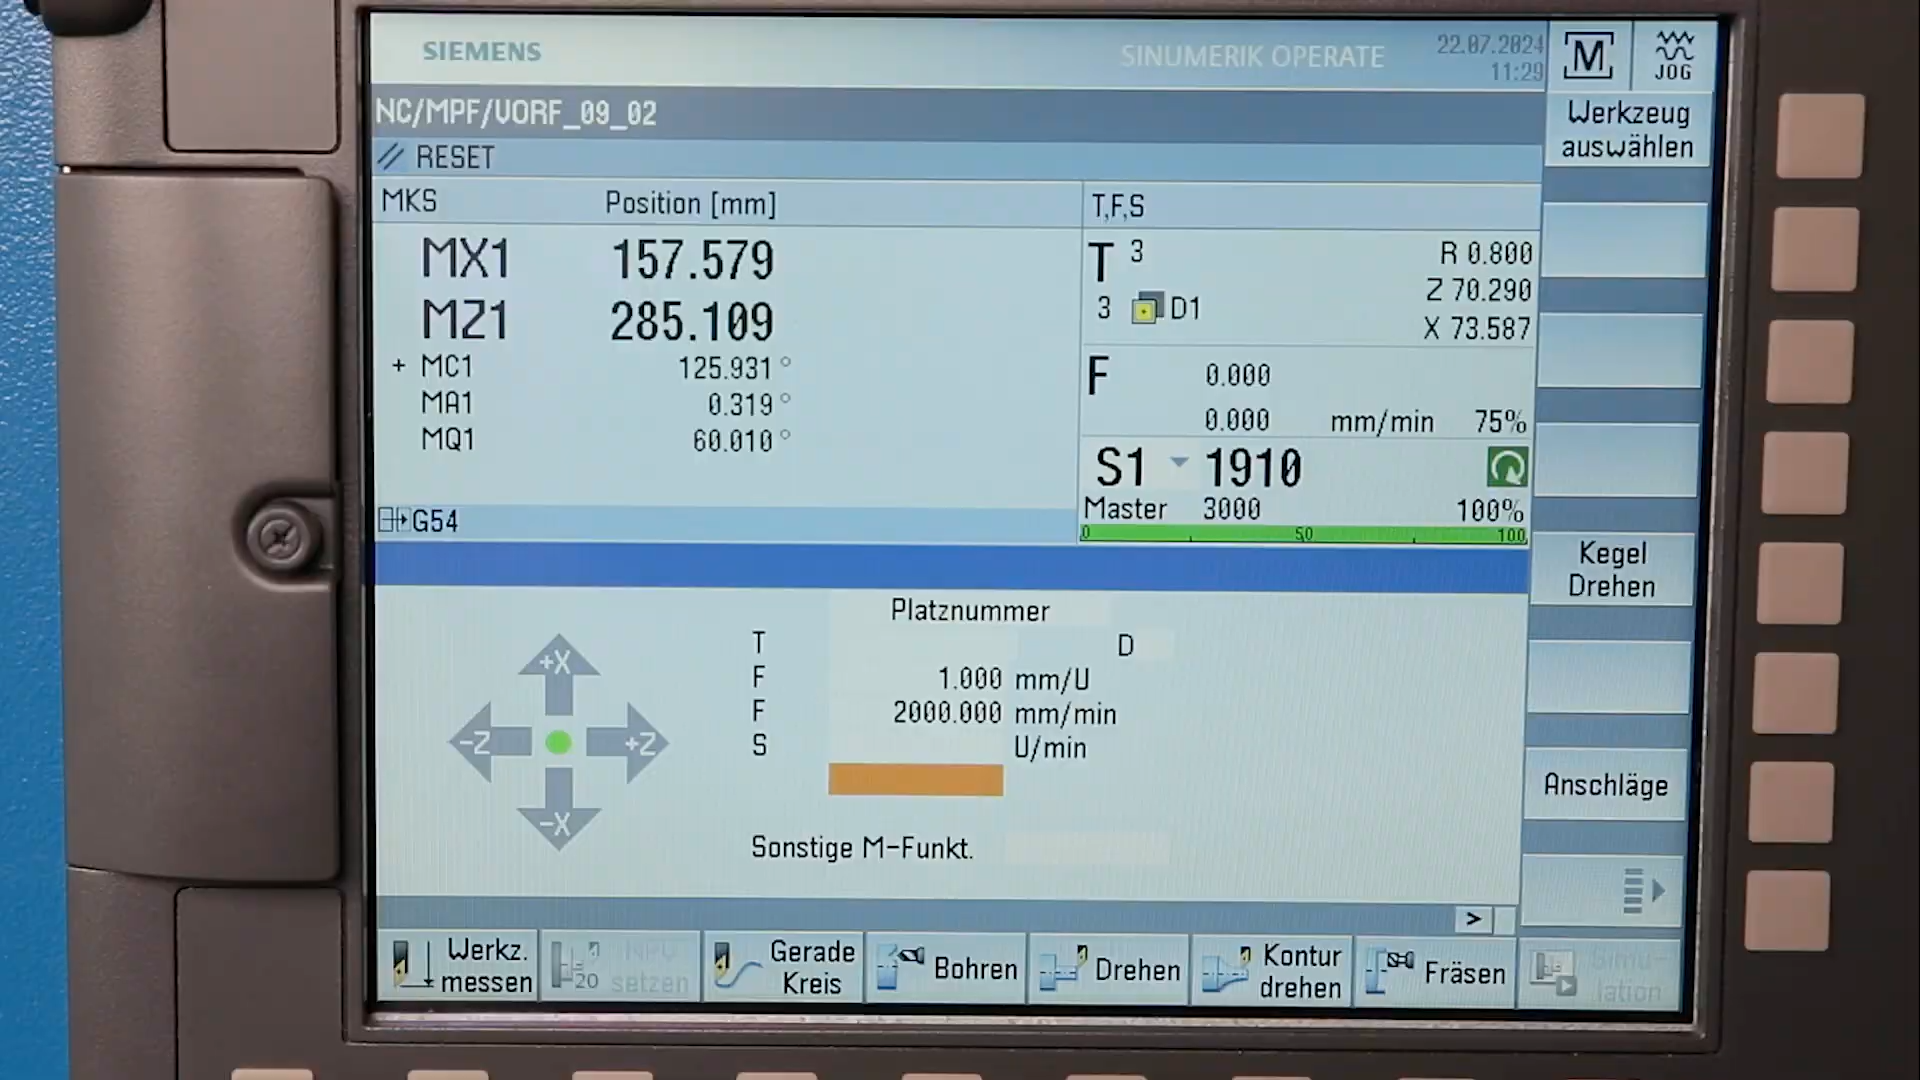 SIEMENS
SINUMERIK OPERATE
22.07.2024
11:29
M
JOG
NC/MPF/VORF_09_02
// RESET
MKS Position [mm]
MX1 157.579
MZ1 285.109
+ MC1 125.931 °
MA1 0.319 °
MQ1 60.010 °
G54
T,F,S
T 3 R 0.800
Z 70.290
3 D1
X 73.587
F 0.000
0.000 mm/min 75%
S1 1910
Master 3000 100%
0 50 100
Platznummer
T D
F 1.000 mm/U
F 2000.000 mm/min
S U/min
Sonstige M-Funkt.
+X
-Z +Z
-X
>
Werkzeug
auswählen
Kegel
Drehen
Anschläge
Werkz.
messen
NPV
setzen
20
Gerade
Kreis
Bohren
Drehen
Kontur
drehen
Fräsen
Simu-
lation